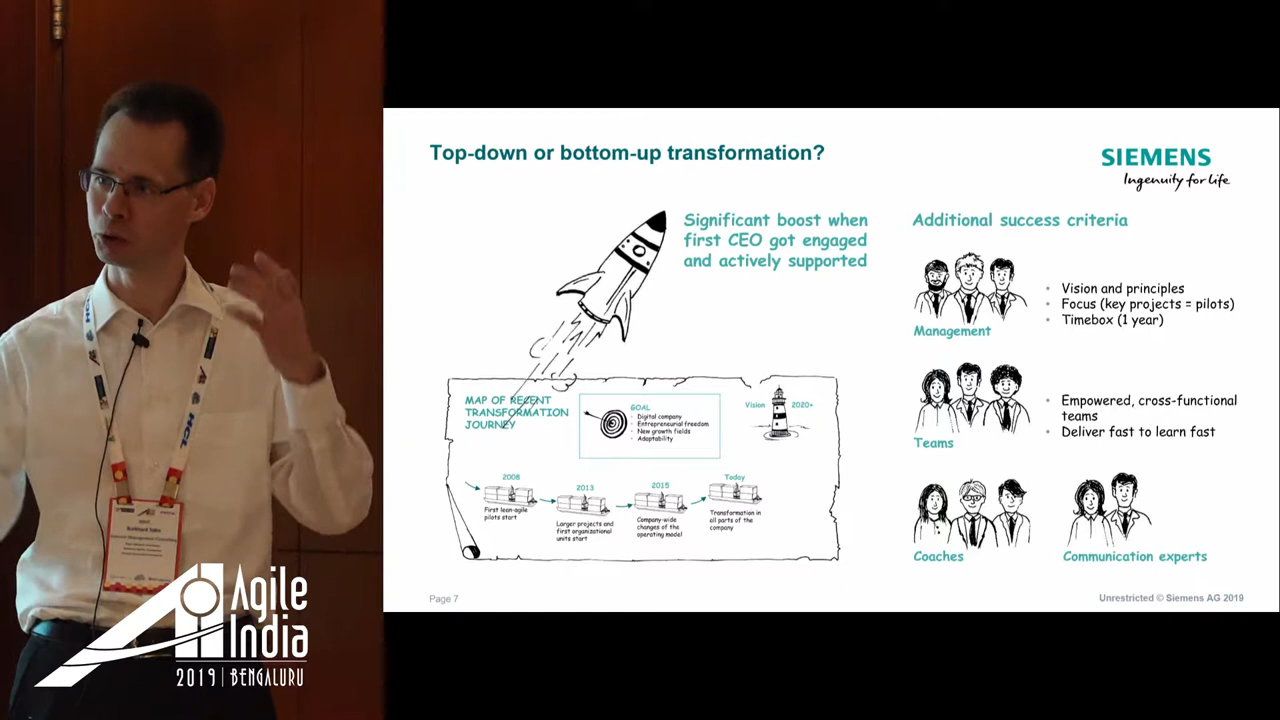 Top-down or bottom-up transformation?
SIEMENS
Ingenuity for life
Significant boost when
first CEO got engaged
and actively supported
Additional success criteria
• Vision and principles
• Focus (key projects = pilots)
• Timebox (1 year)
Management
• Empowered, cross-functional
teams
• Deliver fast to learn fast
Teams
Coaches
Communication experts
MAP OF RECENT
TRANSFORMATION
JOURNEY
GOAL
• Digital company
• Entrepreneurial freedom
• New growth fields
• Adaptability
Vision 2020+
2008
First lean-agile
pilots start
2013
Larger projects and
first organizational
units start
2015
Company-wide
changes of the
operating model
Today
Transformation in
all parts of the
company
Page 7
Unrestricted © Siemens AG 2019
HCL
Agile
India
2019 | BENGALURU